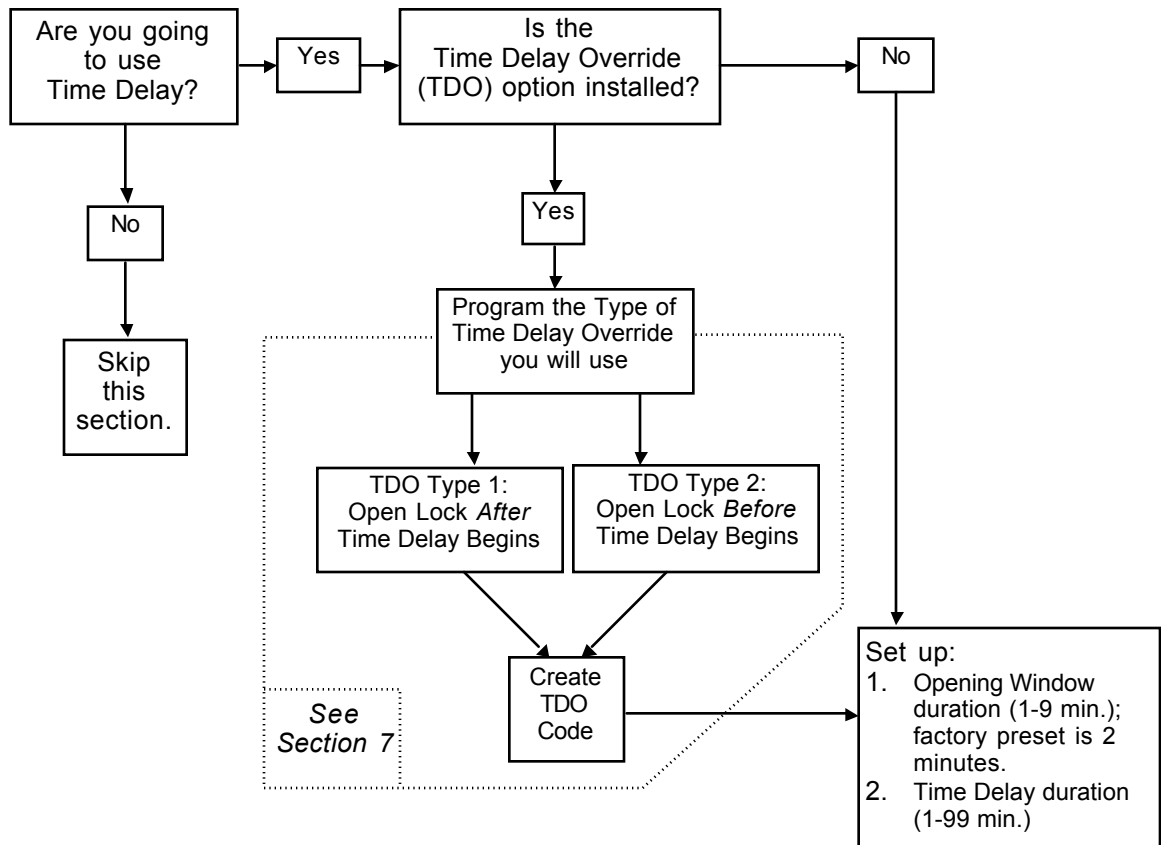 Are you going
to use
Time Delay?
Yes
Is the
Time Delay Override
(TDO) option installed?
No
No
Yes
Skip
this
section.
Program the Type of
Time Delay Override
you will use
TDO Type 1:
Open Lock After
Time Delay Begins
TDO Type 2:
Open Lock Before
Time Delay Begins
Create
TDO
Code
See
Section 7
Set up:
1. Opening Window
duration (1-9 min.);
factory preset is 2
minutes.
2. Time Delay duration
(1-99 min.)